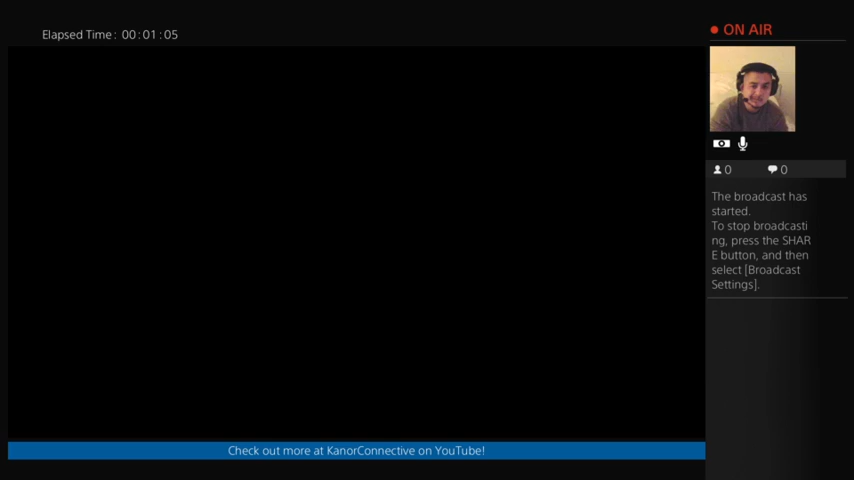 Elapsed Time: 00:01:05
ON AIR
0 0
The broadcast has
started.
To stop broadcasti
ng, press the SHAR
E button, and then
select [Broadcast
Settings].
Check out more at KanorConnective on YouTube!